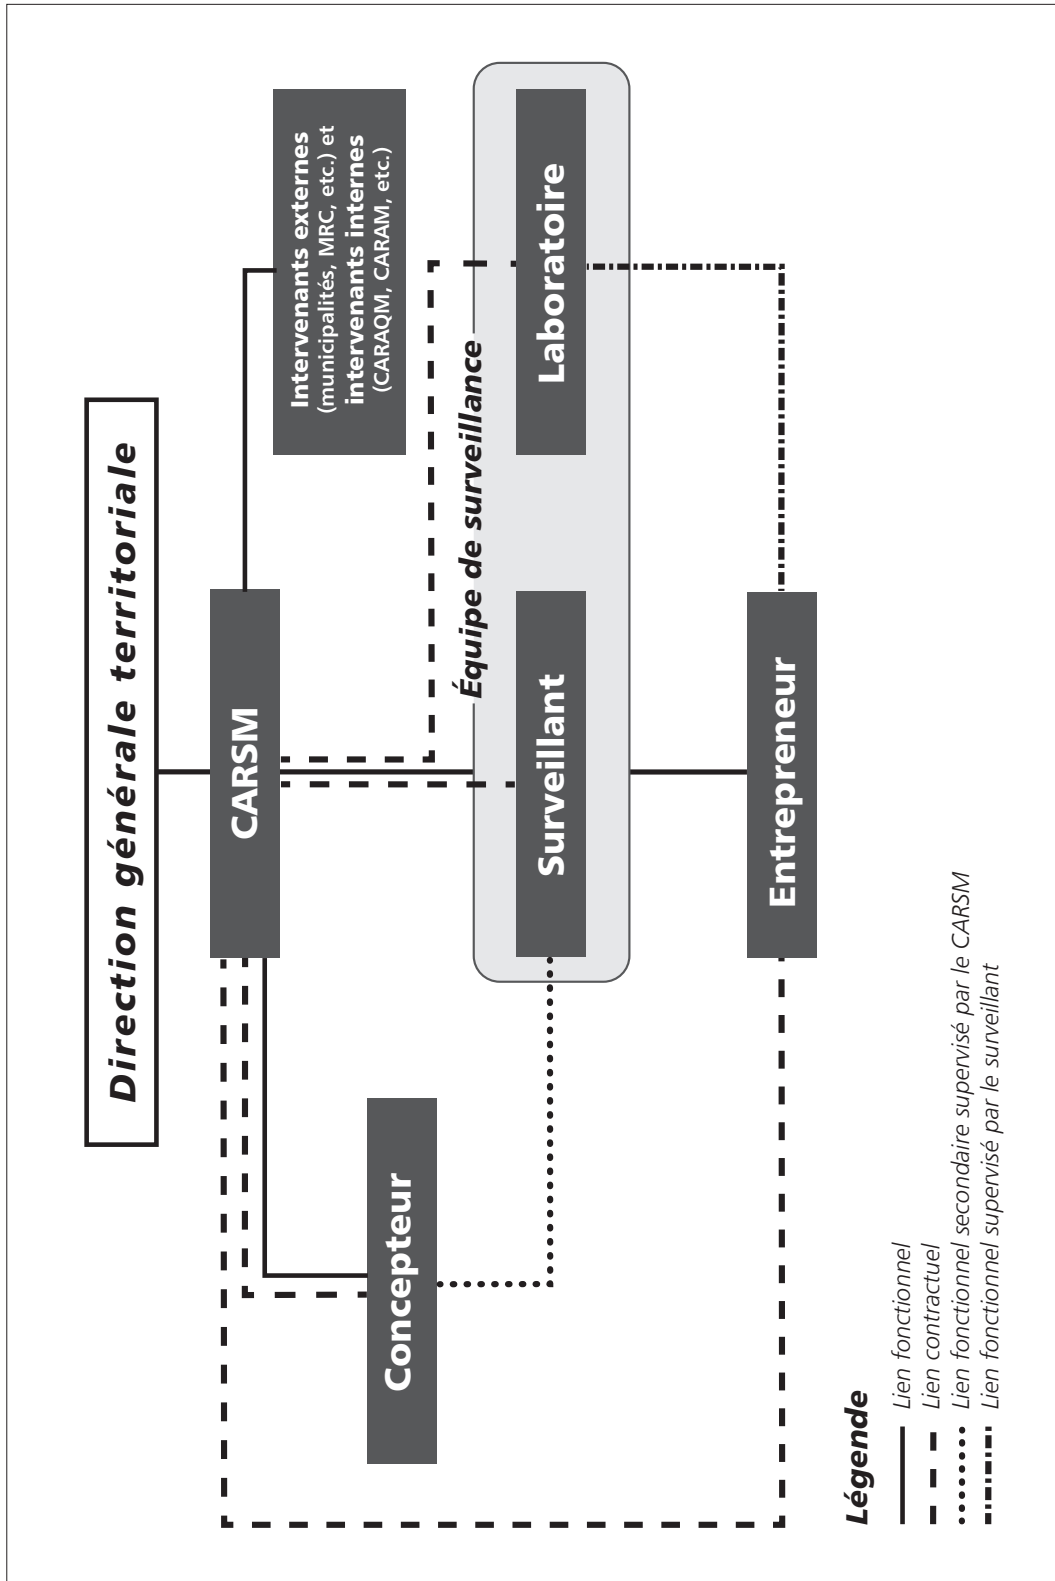 Direction générale territoriale
CARSM
Intervenants externes
(municipalités, MRC, etc.) et
intervenants internes
(CARAQM, CARAM, etc.)
Concepteur
Équipe de surveillance
Surveillant
Laboratoire
Entrepreneur
Légende
Lien fonctionnel
Lien contractuel
Lien fonctionnel secondaire supervisé par le CARSM
Lien fonctionnel supervisé par le surveillant